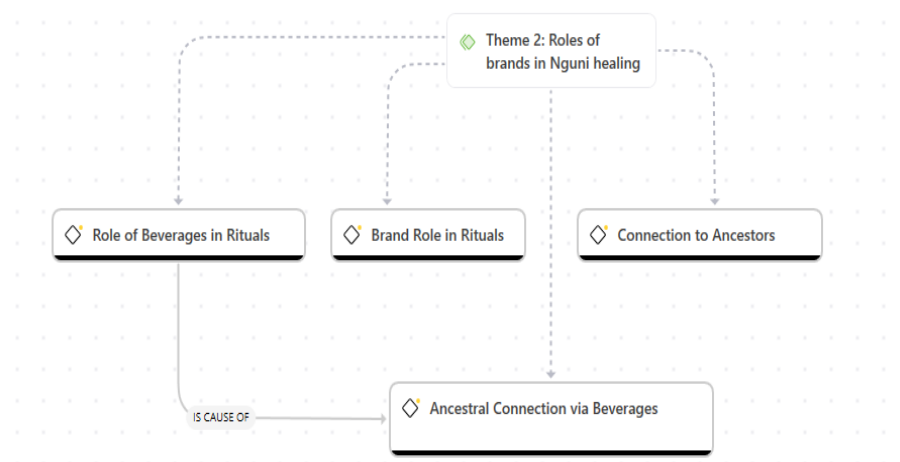 Theme 2: Roles of
brands in Nguni healing
Role of Beverages in Rituals
Brand Role in Rituals
Connection to Ancestors
IS CAUSE OF
Ancestral Connection via Beverages